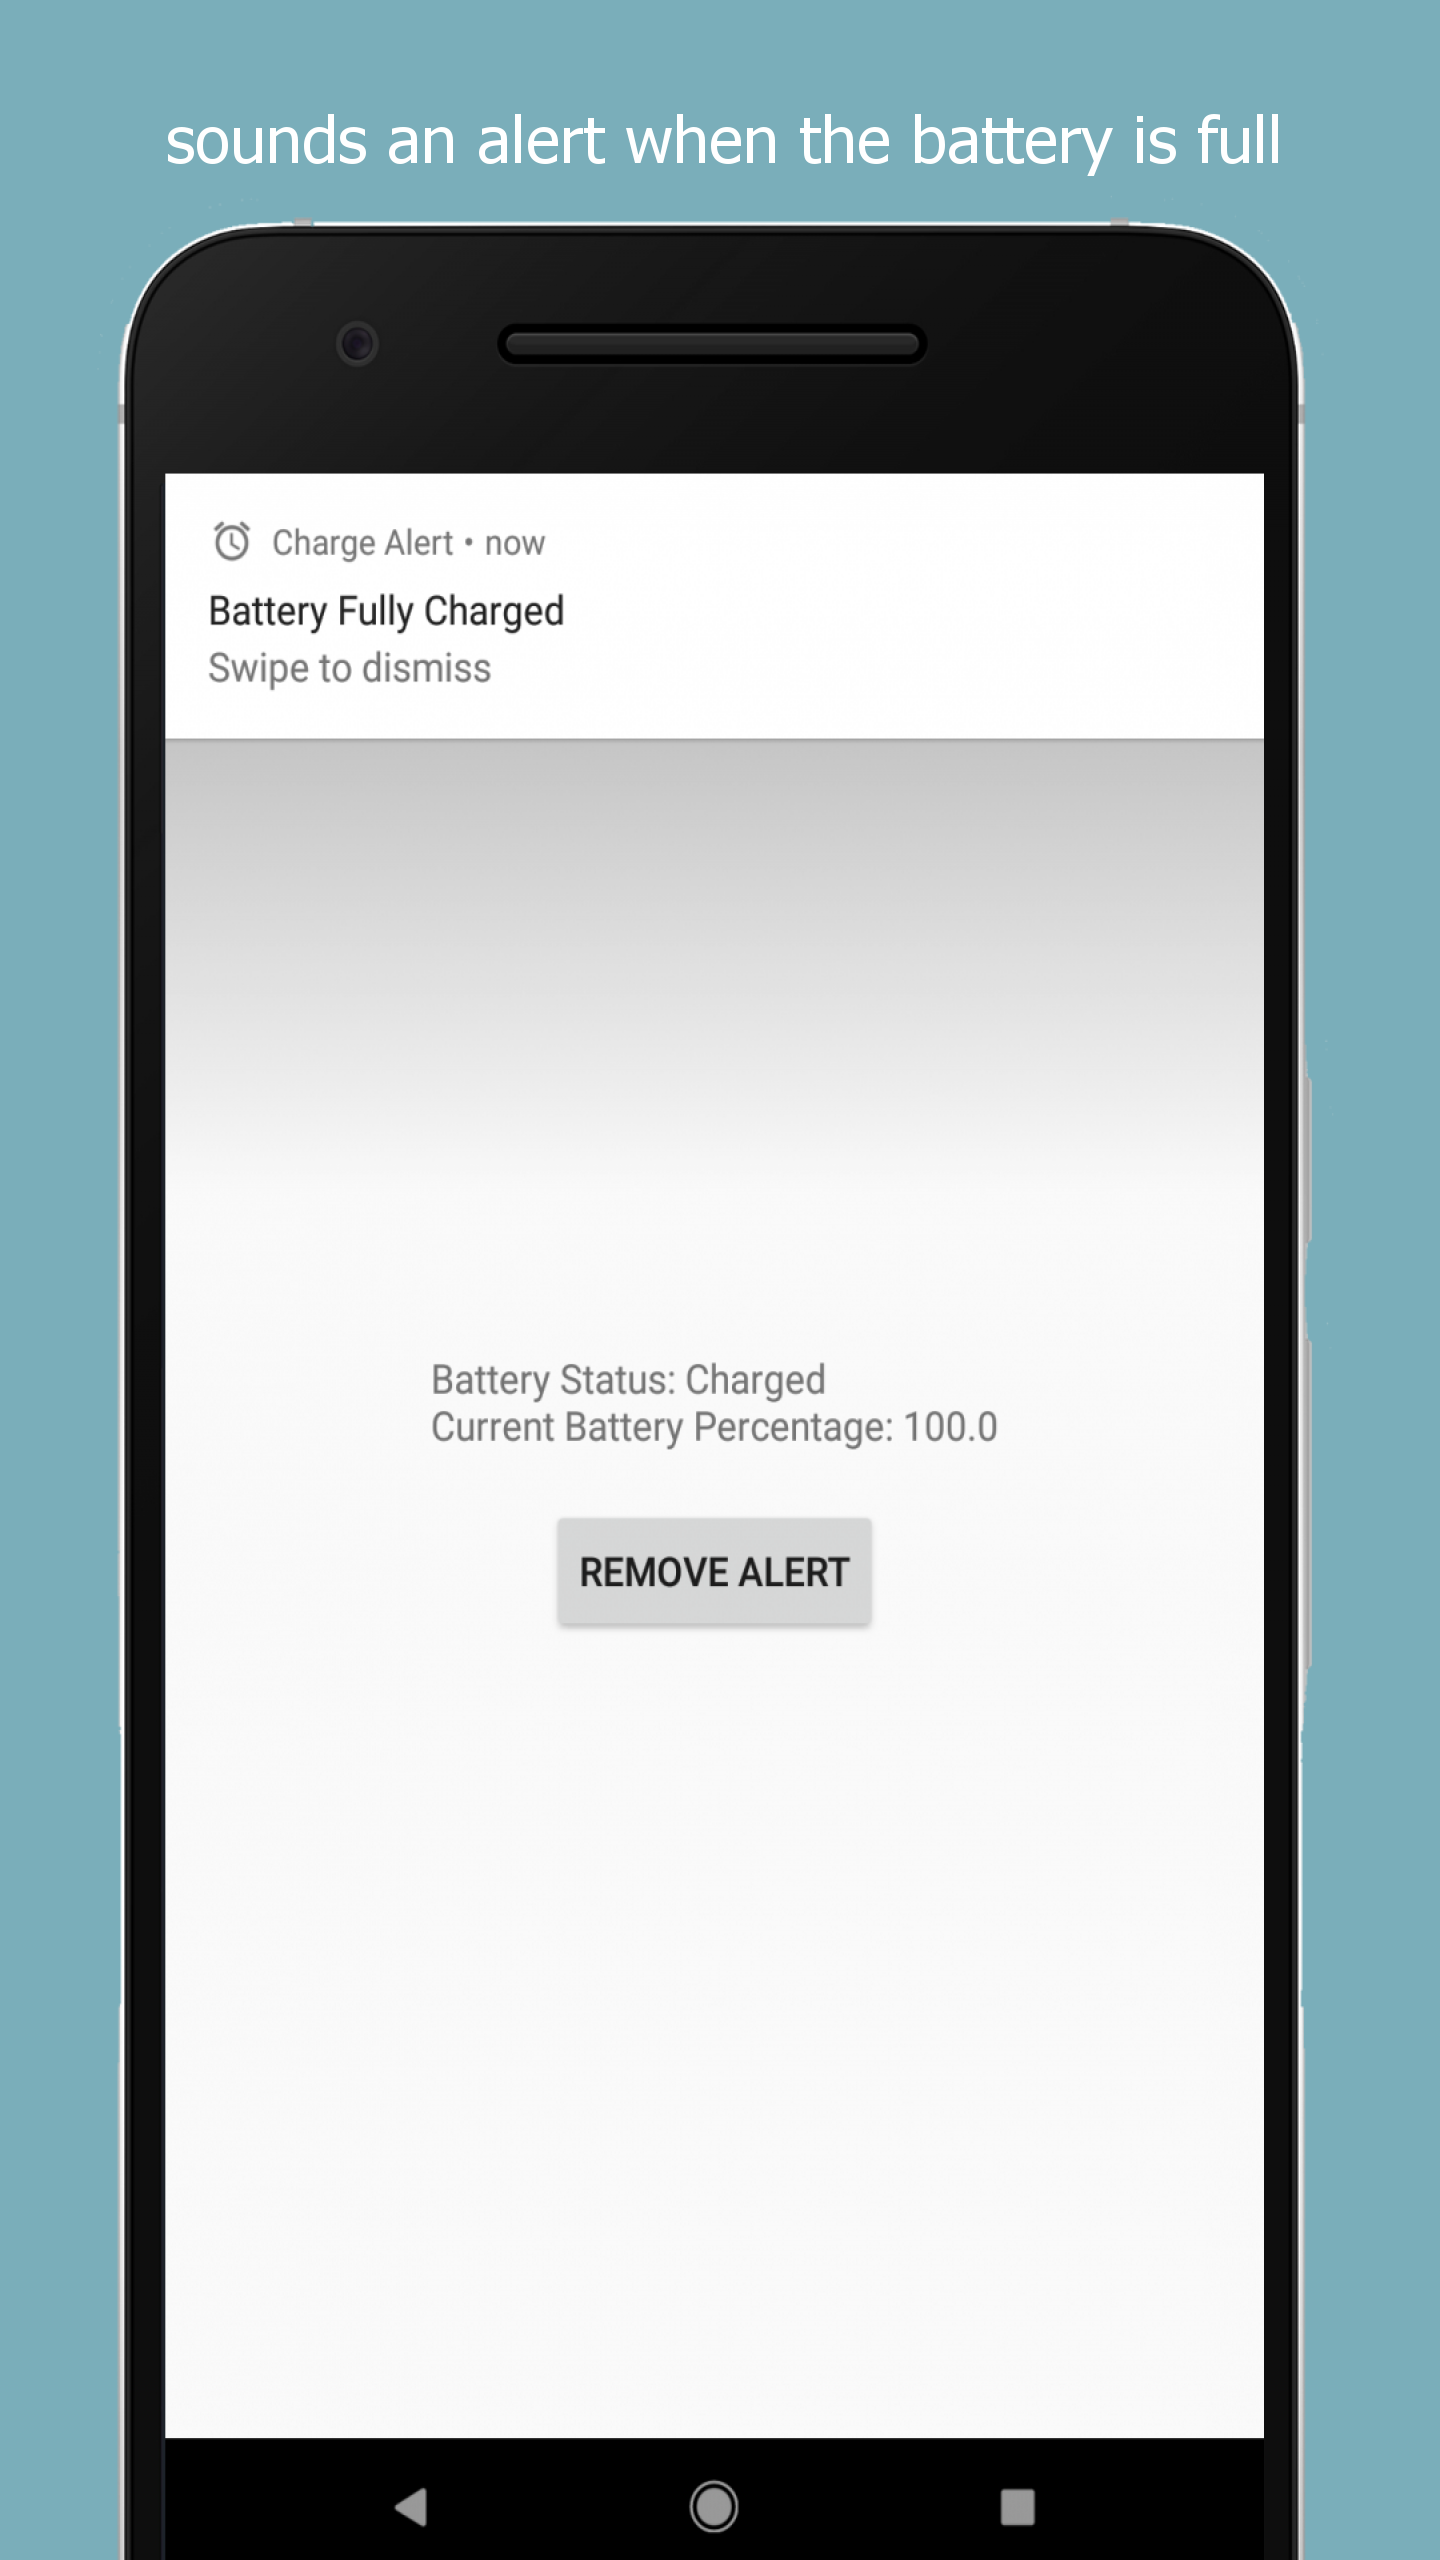 sounds an alert when the battery is full
Charge Alert • now
Battery Fully Charged
Swipe to dismiss
Battery Status: Charged
Current Battery Percentage: 100.0
REMOVE ALERT